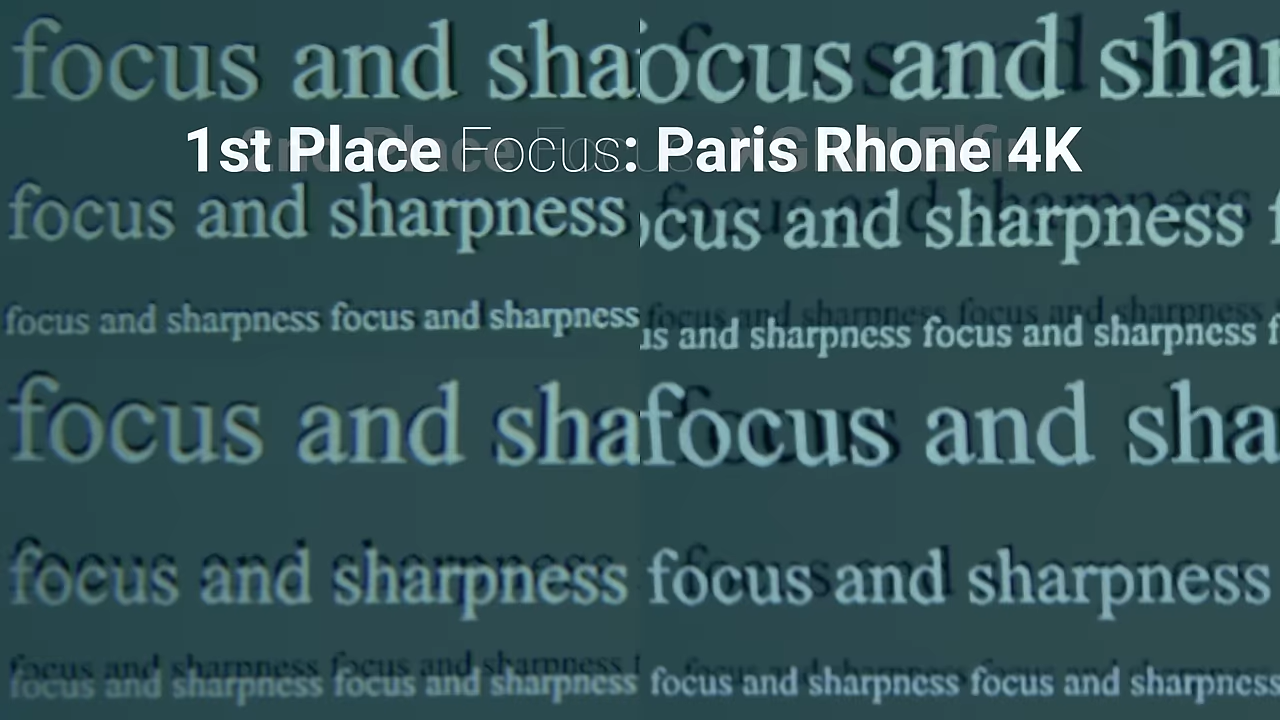 focus and sha
ocus and shar
1st Place Focus: Paris Rhone 4K
focus and sharpness
cus and sharpness
focus and sharpness focus and sharpness
us and sharpness focus and sharpness
focus and sha
focus and sha
focus and sharpness
focus and sharpness
focus and sharpness focus and sharpness
focus and sharpness focus and sharpness